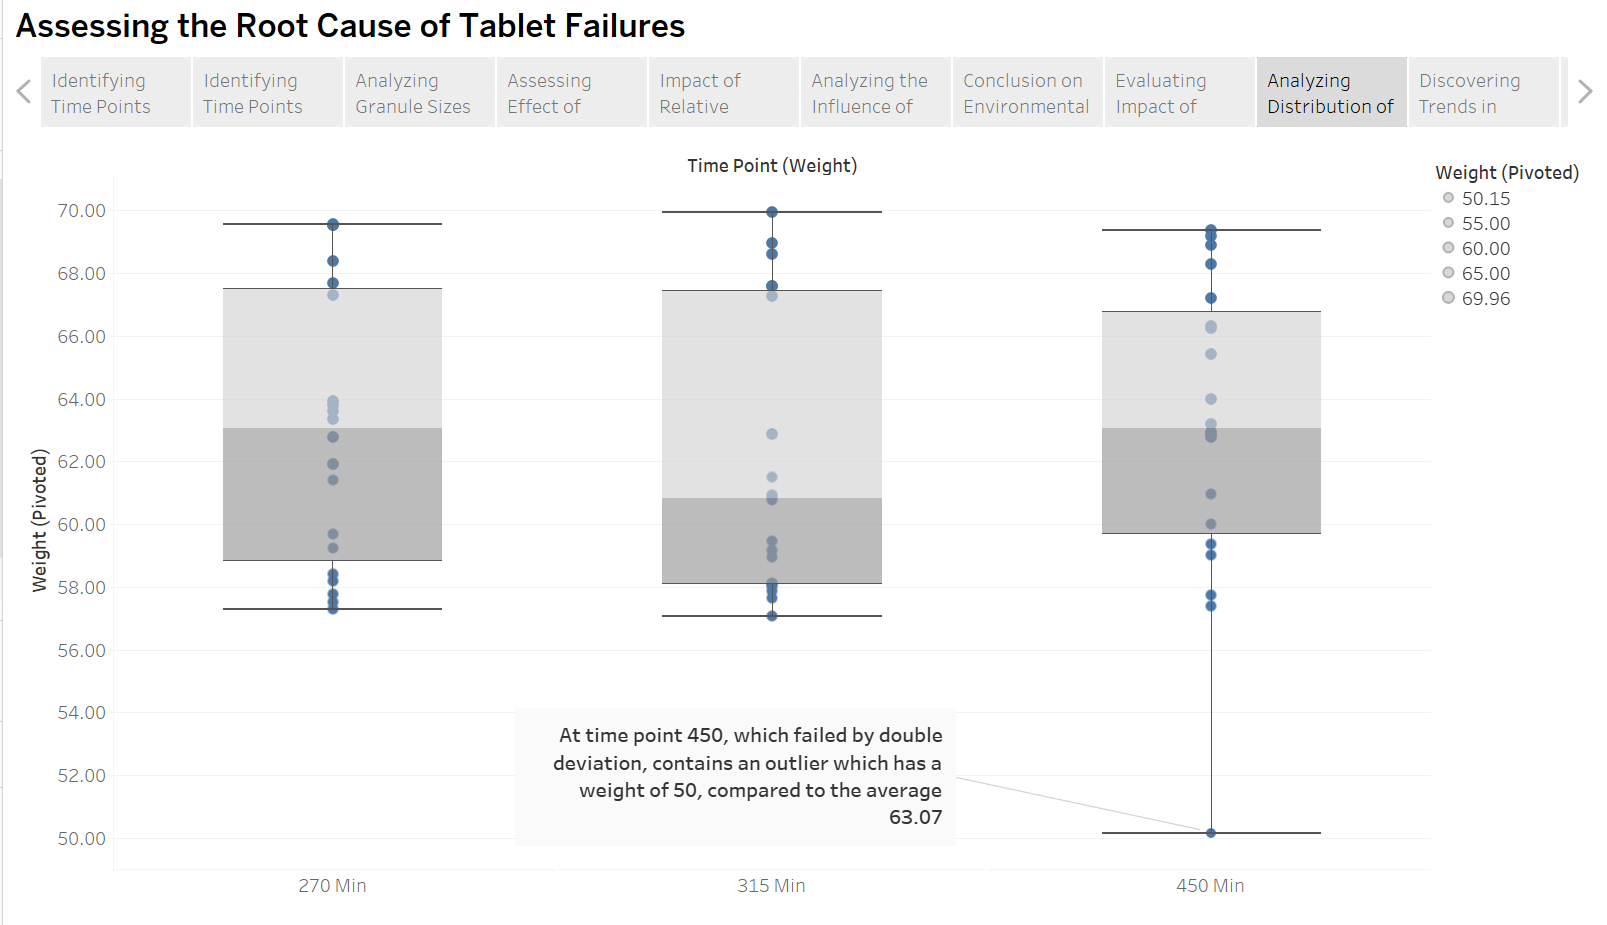 Assessing the Root Cause of Tablet Failures
Identifying
Time Points
Identifying
Time Points
Analyzing
Granule Sizes
Assessing
Effect of
Impact of
Relative
Analyzing the
Influence of
Conclusion on
Environmental
Evaluating
Impact of
Analyzing
Distribution of
Discovering
Trends in
Time Point (Weight)
Weight (Pivoted)
50.15
55.00
60.00
65.00
69.96
Weight (Pivoted)
70.00
68.00
66.00
64.00
62.00
60.00
58.00
56.00
54.00
52.00
50.00
At time point 450, which failed by double
deviation, contains an outlier which has a
weight of 50, compared to the average
63.07
270 Min
315 Min
450 Min